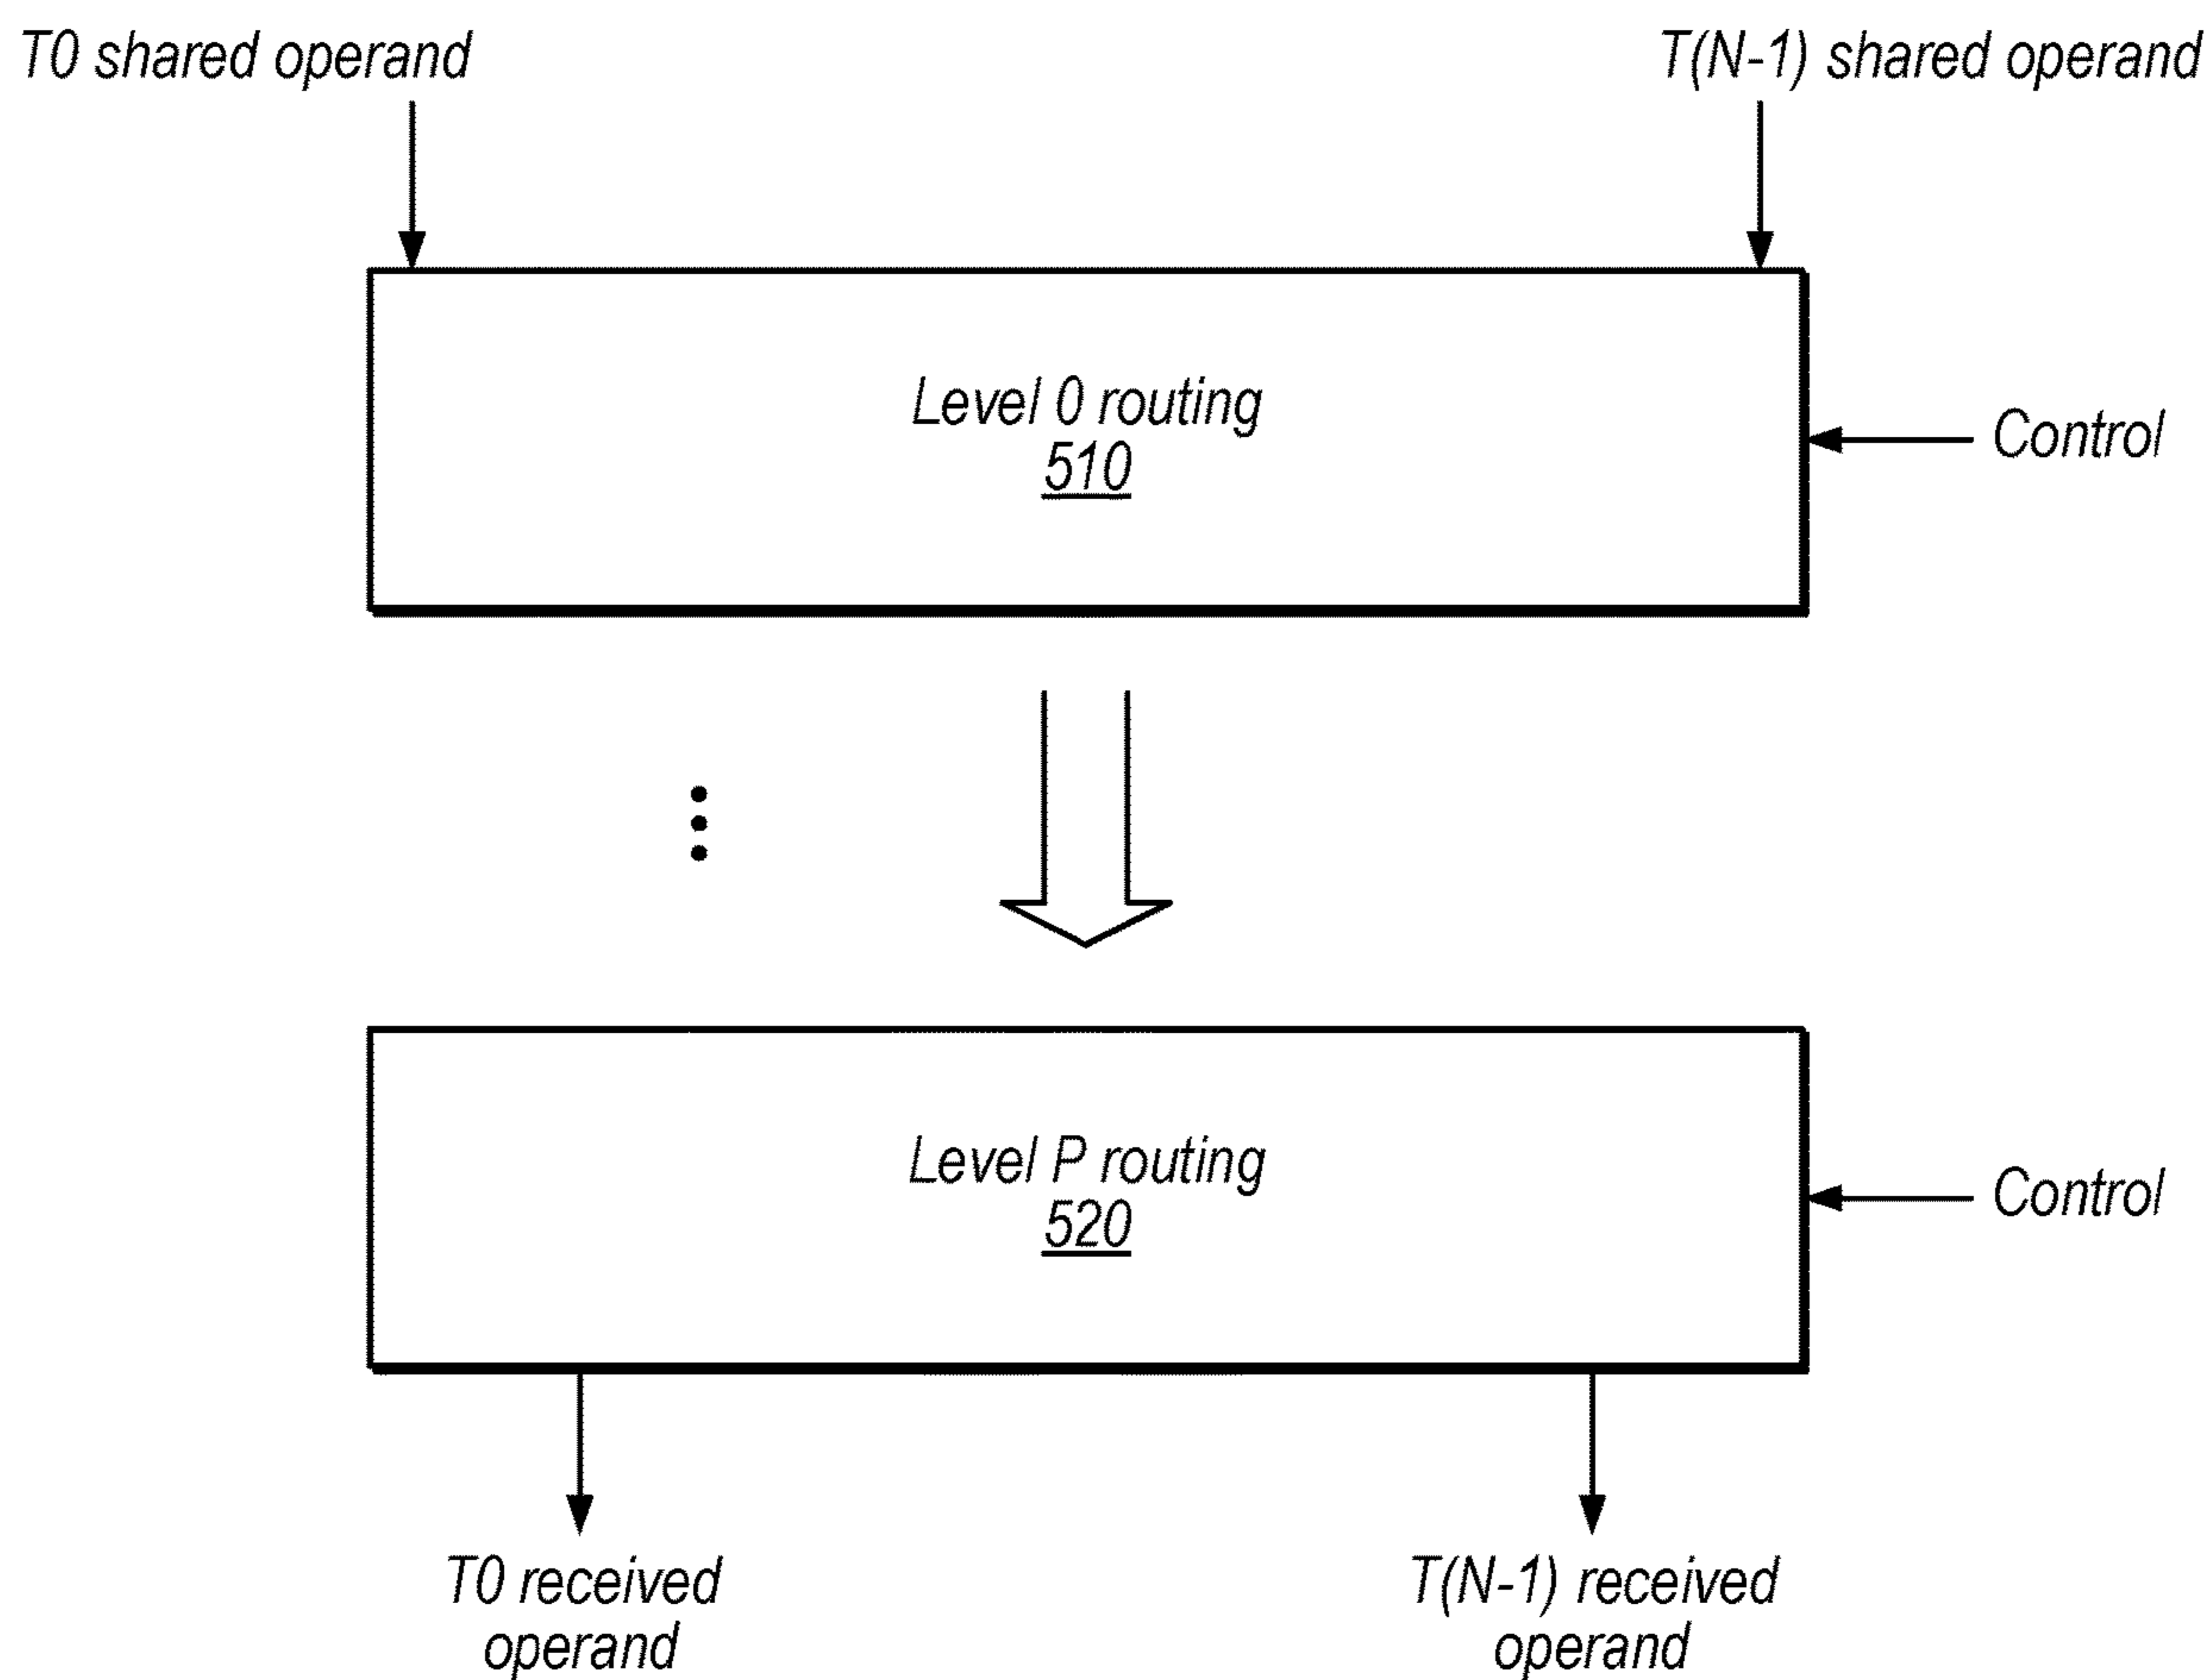 T0 shared operand
T(N-1) shared operand
Level 0 routing
510
Control
Level P routing
520
Control
T0 received
operand
T(N-1) received
operand